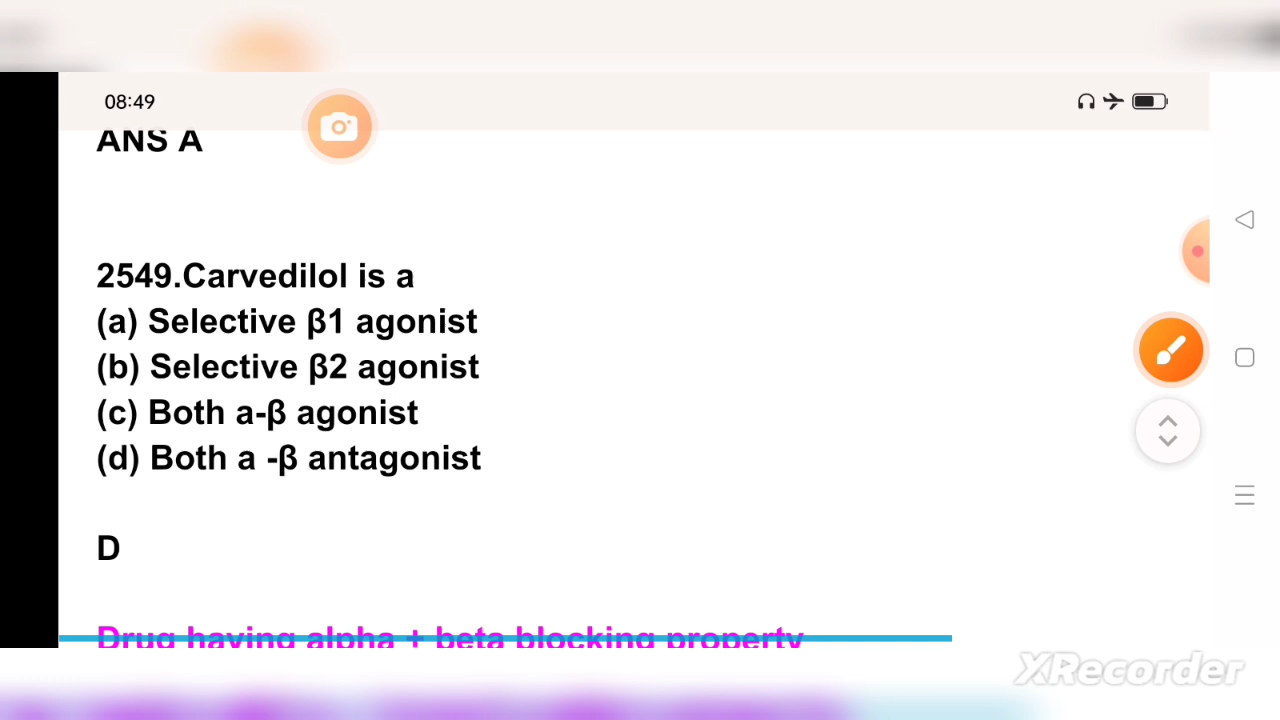 08:49
ANS A
2549.Carvedilol is a
(a) Selective β1 agonist
(b) Selective β2 agonist
(c) Both a-β agonist
(d) Both a -β antagonist
D
Drug having alpha + beta blocking property
XRecorder